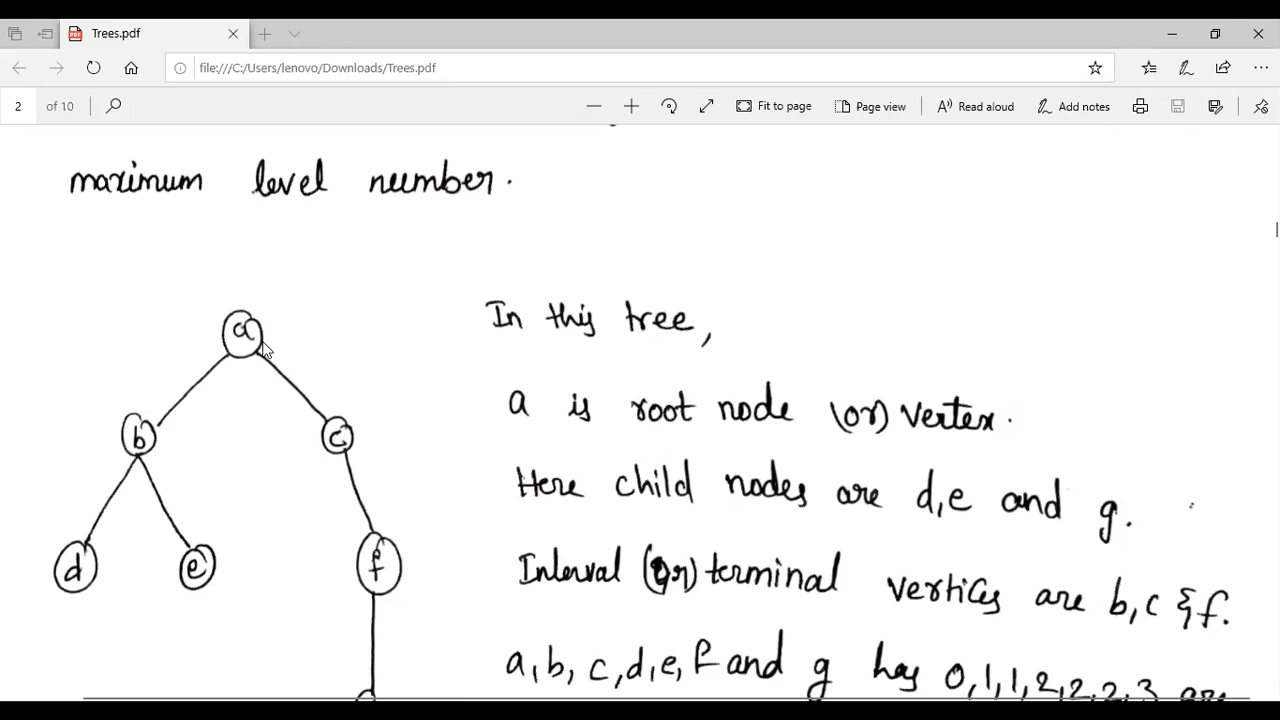 Trees.pdf
file:///C:/Users/lenovo/Downloads/Trees.pdf
2 of 10
Fit to page
Page view
Read aloud
Add notes
maximum level number.
a
b
c
d
e
f
In this tree,
a is root node (or) vertex.
Here child nodes are d, e and g.
Interval (or) terminal vertices are b, c & f.
a, b, c, d, e, f and g has 0, 1, 1, 2, 2, 2, 3 are